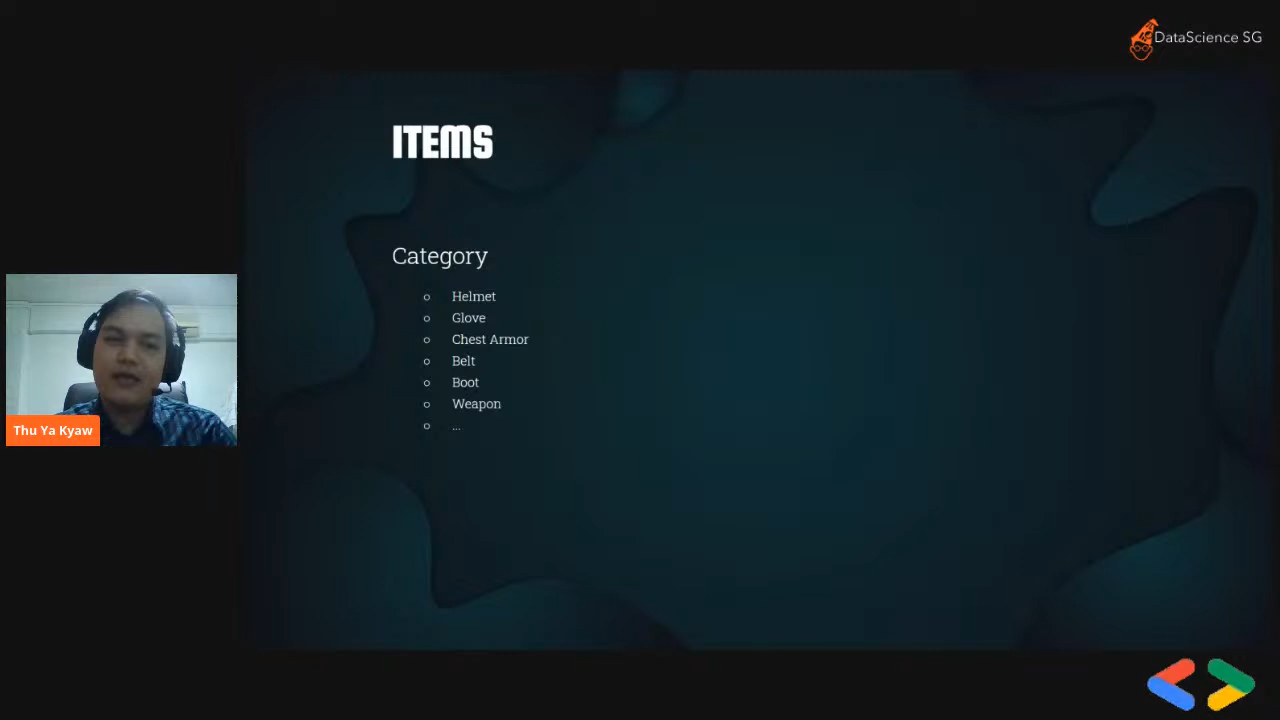 DataScience SG
ITEMS
Category
Helmet
Glove
Chest Armor
Belt
Boot
Weapon
...
Thu Ya Kyaw